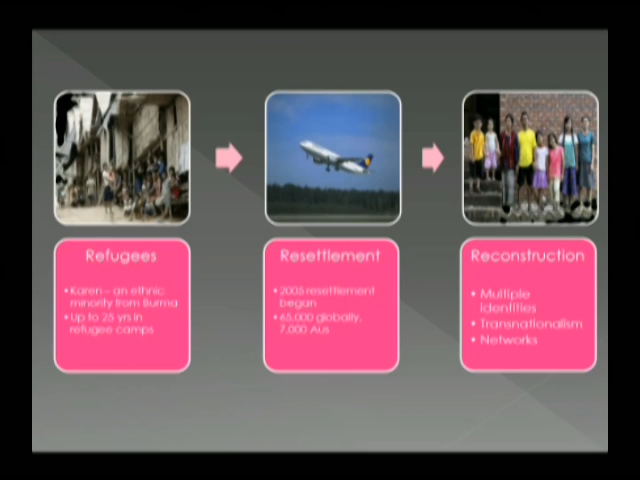 Refugees
• Karen – an ethnic
minority from Burma
• Up to 25 yrs in
refugee camps
Resettlement
• 2005 resettlement
began
• 65,000 globally,
7,000 Aus
Reconstruction
• Multiple
identities
• Transnationalism
• Networks